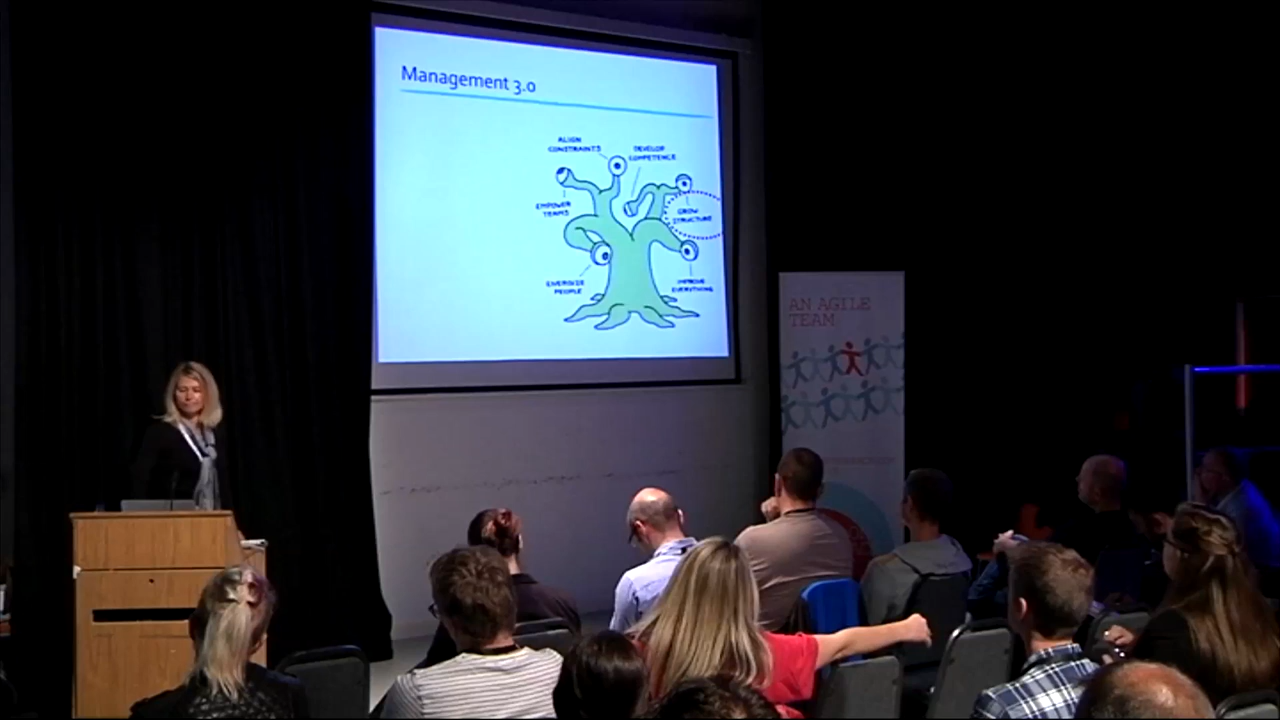 Management 3.0
ALIGN
CONSTRAINTS
DEVELOP
COMPETENCE
EMPOWER
TEAMS
GROW
STRUCTURE
ENERGIZE
PEOPLE
IMPROVE
EVERYTHING
AN AGILE
TEAM